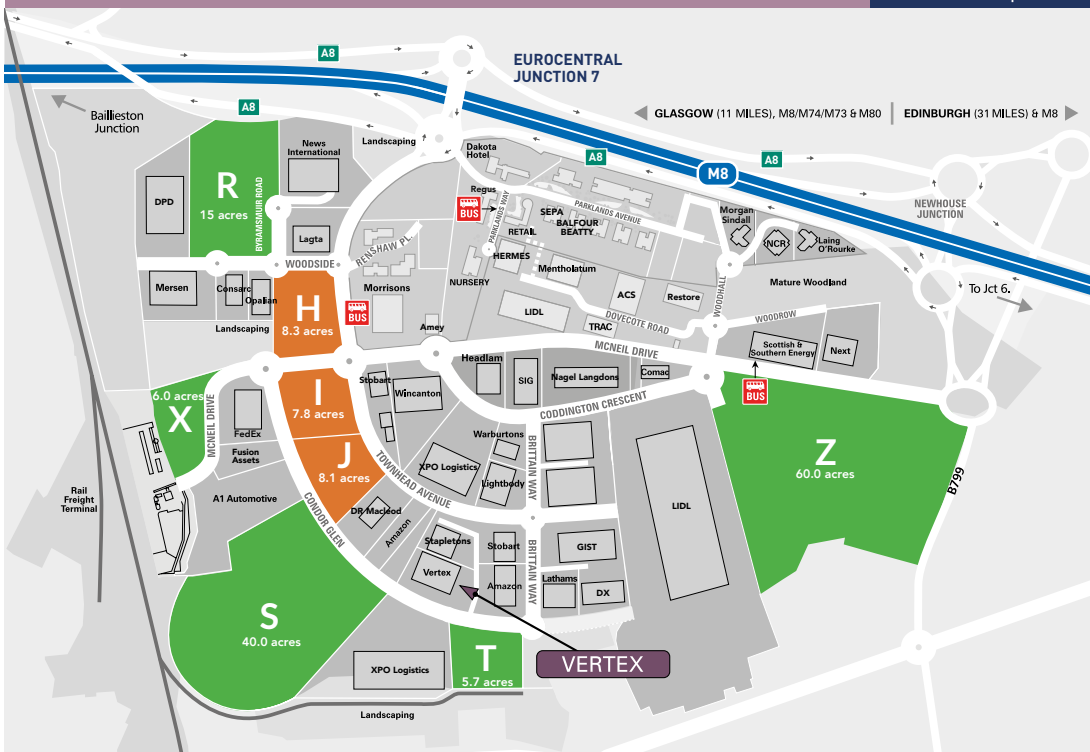 A8
EUROCENTRAL
JUNCTION 7
A8
Baillieston
Junction
GLASGOW (11 MILES), M8/M74/M73 & M80
EDINBURGH (31 MILES) & M8
Landscaping
News
International
Dakota
Hotel
A8
A8
M8
R
15 acres
DPD
BYRAMSMUIR ROAD
Regus
BUS
PARKLANDS WAY
PARKLANDS AVENUE
SEPA
BALFOUR
BEATTY
RETAIL
Morgan
Sindall
NCR
Laing
O'Rourke
NEWHOUSE
JUNCTION
Lagta
RENSHAW PL.
HERMES
Mentholatum
WOODSIDE
NURSERY
Mersen
Consarc
Opalian
Morrisons
ACS
Restore
WOODHALL
Mature Woodland
To Jct 6.
H
8.3 acres
BUS
LIDL
DOVECOTE ROAD
WOODROW
Landscaping
Amey
TRAC
MCNEIL DRIVE
Scottish &
Southern Energy
Next
Headlam
Stobart
Wincanton
SIG
Nagel Langdons
Comac
BUS
6.0 acres
X
MCNEIL DRIVE
I
7.8 acres
CODDINGTON CRESCENT
FedEx
Fusion
Assets
Warburtons
BRITTAIN WAY
J
8.1 acres
XPO Logistics
TOWNHEAD AVENUE
Lightbody
Z
60.0 acres
B799
Rail
Freight
Terminal
A1 Automotive
CONDOR GLEN
DR Macleod
Amazon
LIDL
Stapletons
Stobart
BRITTAIN WAY
GIST
Vertex
Amazon
Lathams
DX
S
40.0 acres
VERTEX
T
5.7 acres
XPO Logistics
Landscaping